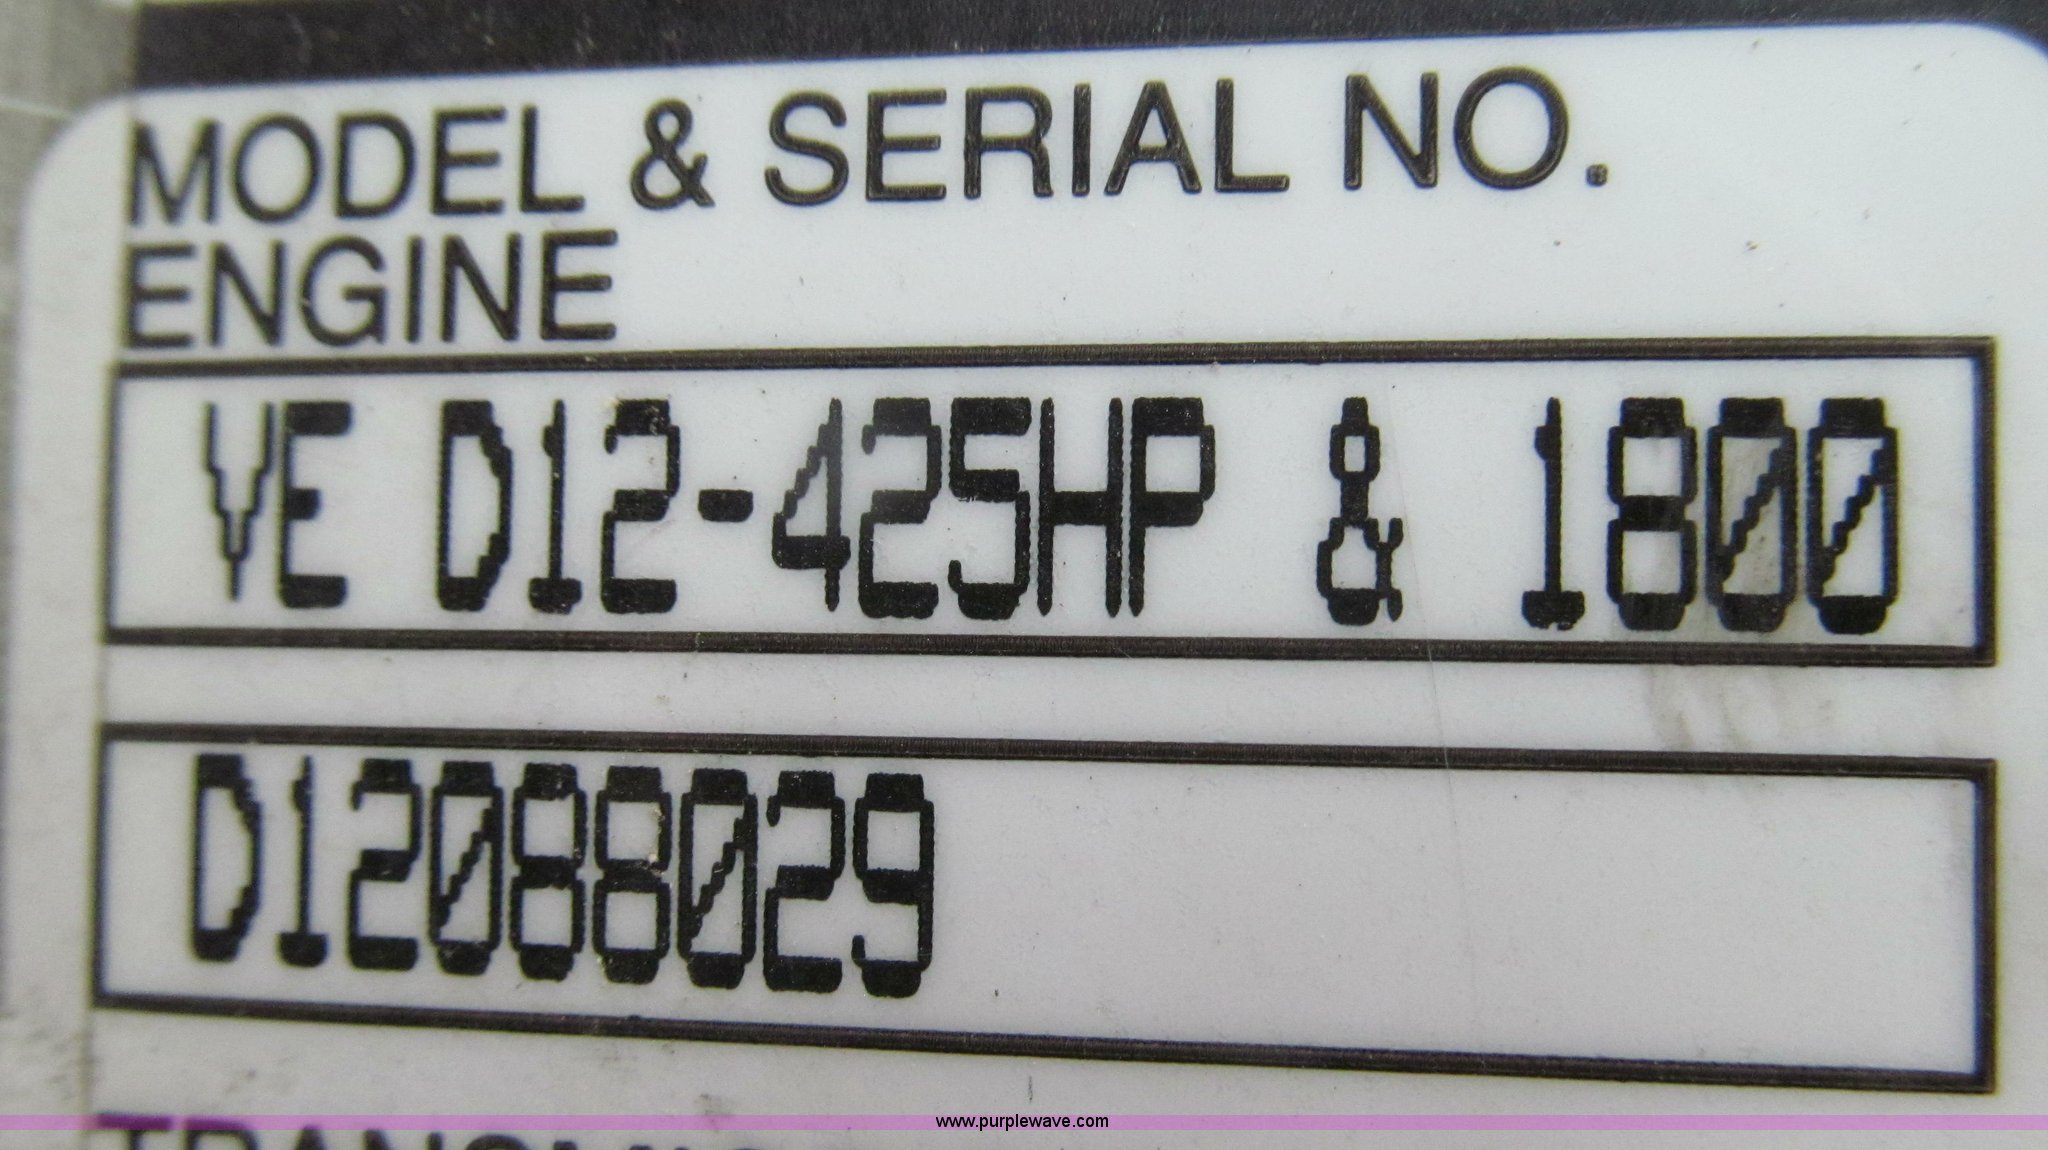 MODEL & SERIAL NO.
ENGINE
VE D12-425HP & 1800
D12088029
www.purplewave.com